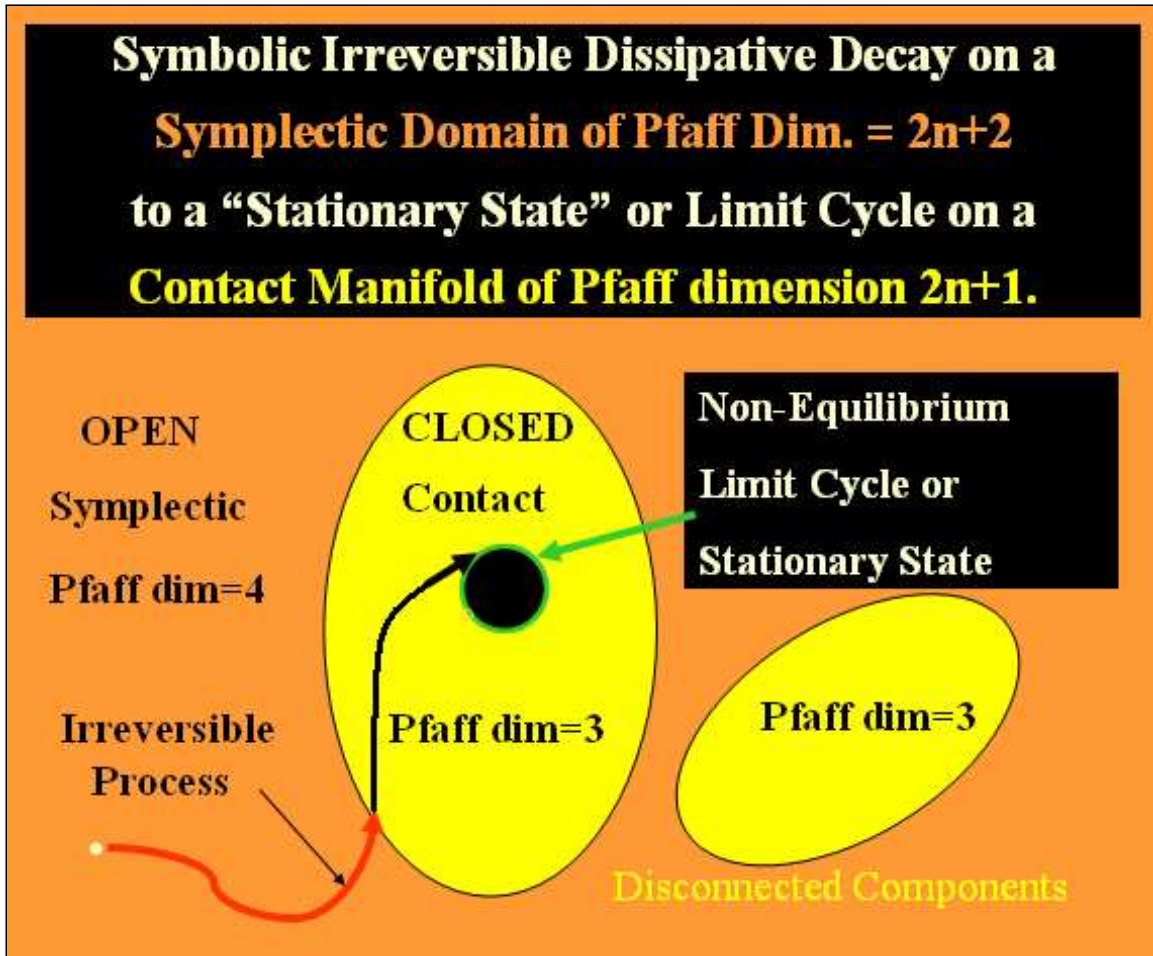 Symbolic Irreversible Dissipative Decay on a
Symplectic Domain of Pfaff Dim. = 2n+2
to a “Stationary State” or Limit Cycle on a
Contact Manifold of Pfaff dimension 2n+1.
OPEN
Symplectic
Pfaff dim=4
CLOSED
Contact
Non-Equilibrium
Limit Cycle or
Stationary State
Irreversible
Process
Pfaff dim=3
Pfaff dim=3
Disconnected Components